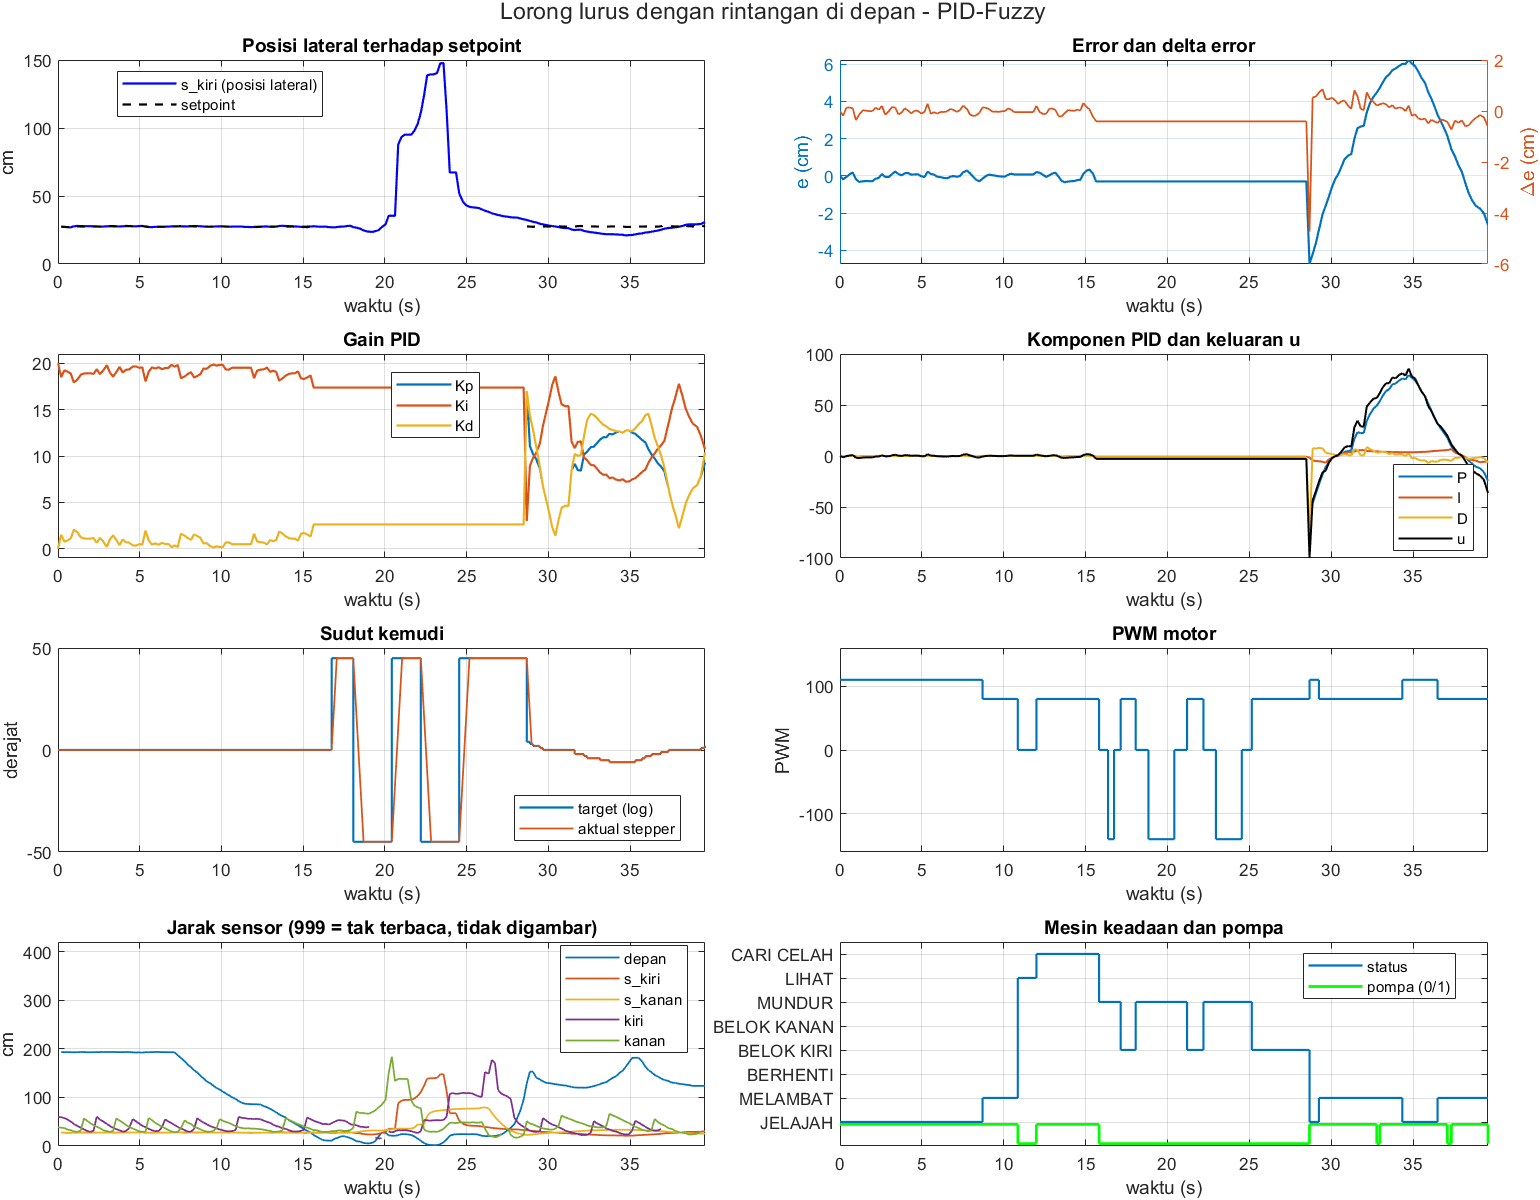 Lorong lurus dengan rintangan di depan - PID-Fuzzy
Posisi lateral terhadap setpoint
150
100
50
0
cm
s_kiri (posisi lateral)
setpoint
0 5 10 15 20 25 30 35
waktu (s)
Error dan delta error
6
4
2
0
-2
-4
e (cm)
2
0
-2
-4
-6
Δe (cm)
0 5 10 15 20 25 30 35
waktu (s)
Gain PID
20
15
10
5
0
Kp
Ki
Kd
0 5 10 15 20 25 30 35
waktu (s)
Komponen PID dan keluaran u
100
50
0
-50
-100
P
I
D
u
0 5 10 15 20 25 30 35
waktu (s)
Sudut kemudi
50
0
-50
derajat
target (log)
aktual stepper
0 5 10 15 20 25 30 35
waktu (s)
PWM motor
100
0
-100
PWM
0 5 10 15 20 25 30 35
waktu (s)
Jarak sensor (999 = tak terbaca, tidak digambar)
400
300
200
100
0
cm
depan
s_kiri
s_kanan
kiri
kanan
0 5 10 15 20 25 30 35
waktu (s)
Mesin keadaan dan pompa
CARI CELAH
LIHAT
MUNDUR
BELOK KANAN
BELOK KIRI
BERHENTI
MELAMBAT
JELAJAH
status
pompa (0/1)
0 5 10 15 20 25 30 35
waktu (s)